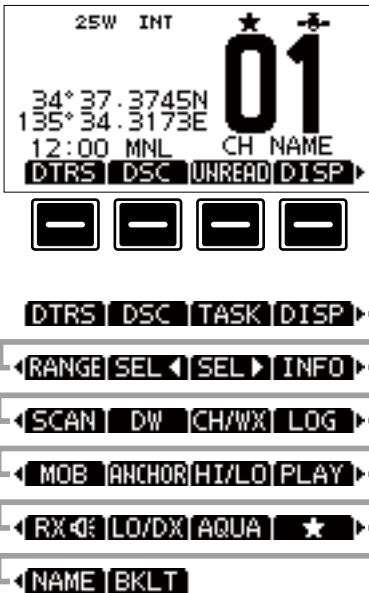 25W INT
01
34° 37.3745N
135° 34.3173E
12:00 MNL CH NAME
DTRS DSC UNREAD DISP
DTRS DSC TASK DISP
RANGE SEL ◀ SEL ▶ INFO
SCAN DW CH/WX LOG
MOB ANCHOR HI/LO PLAY
RX LO/DX AQUA ★
NAME BKLT